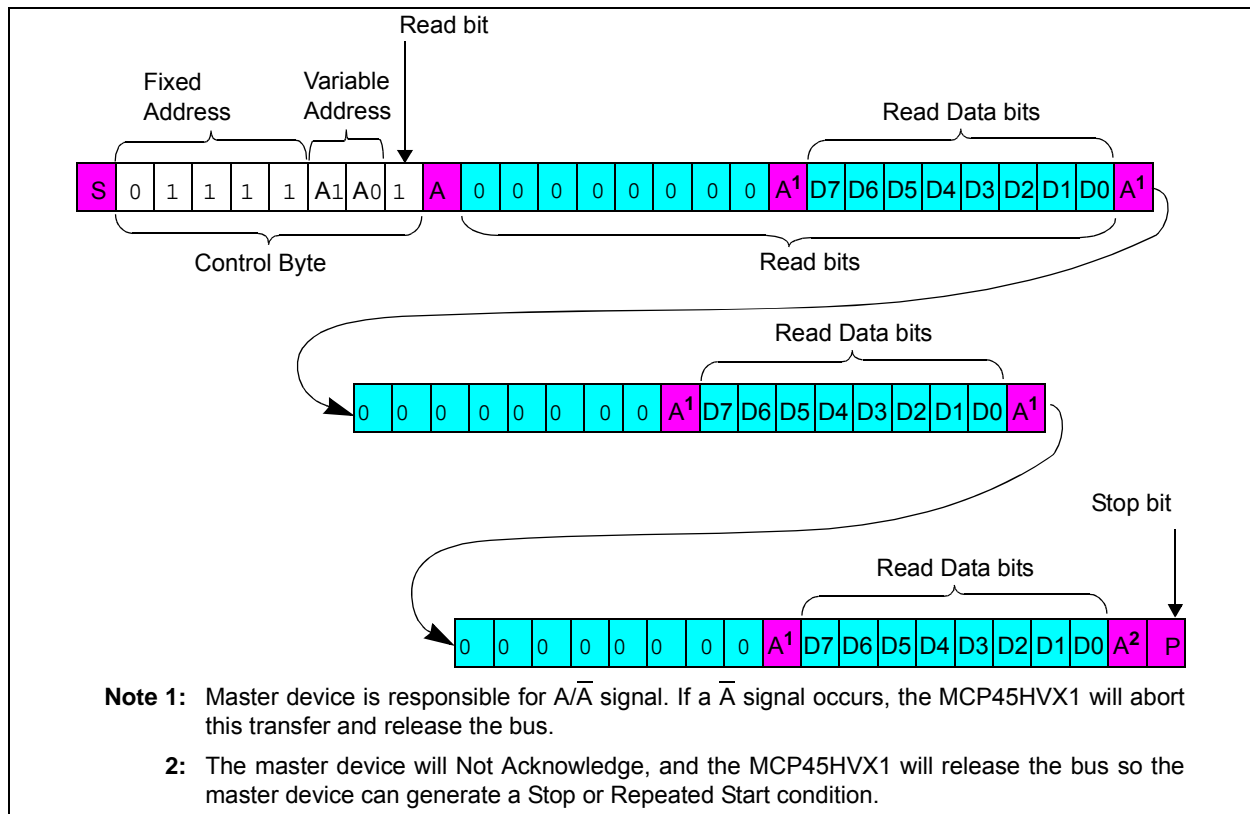 Read bit
Fixed Address
Variable Address
Read Data bits
S 0 1 1 1 1 A1 A0 1 A 0 0 0 0 0 0 0 0 A¹ D7 D6 D5 D4 D3 D2 D1 D0 A¹
Control Byte
Read bits
Read Data bits
0 0 0 0 0 0 0 0 A¹ D7 D6 D5 D4 D3 D2 D1 D0 A¹
Stop bit
Read Data bits
0 0 0 0 0 0 0 0 A¹ D7 D6 D5 D4 D3 D2 D1 D0 A² P
Note 1: Master device is responsible for A/A̅ signal. If a A̅ signal occurs, the MCP45HVX1 will abort
this transfer and release the bus.
2: The master device will Not Acknowledge, and the MCP45HVX1 will release the bus so the
master device can generate a Stop or Repeated Start condition.